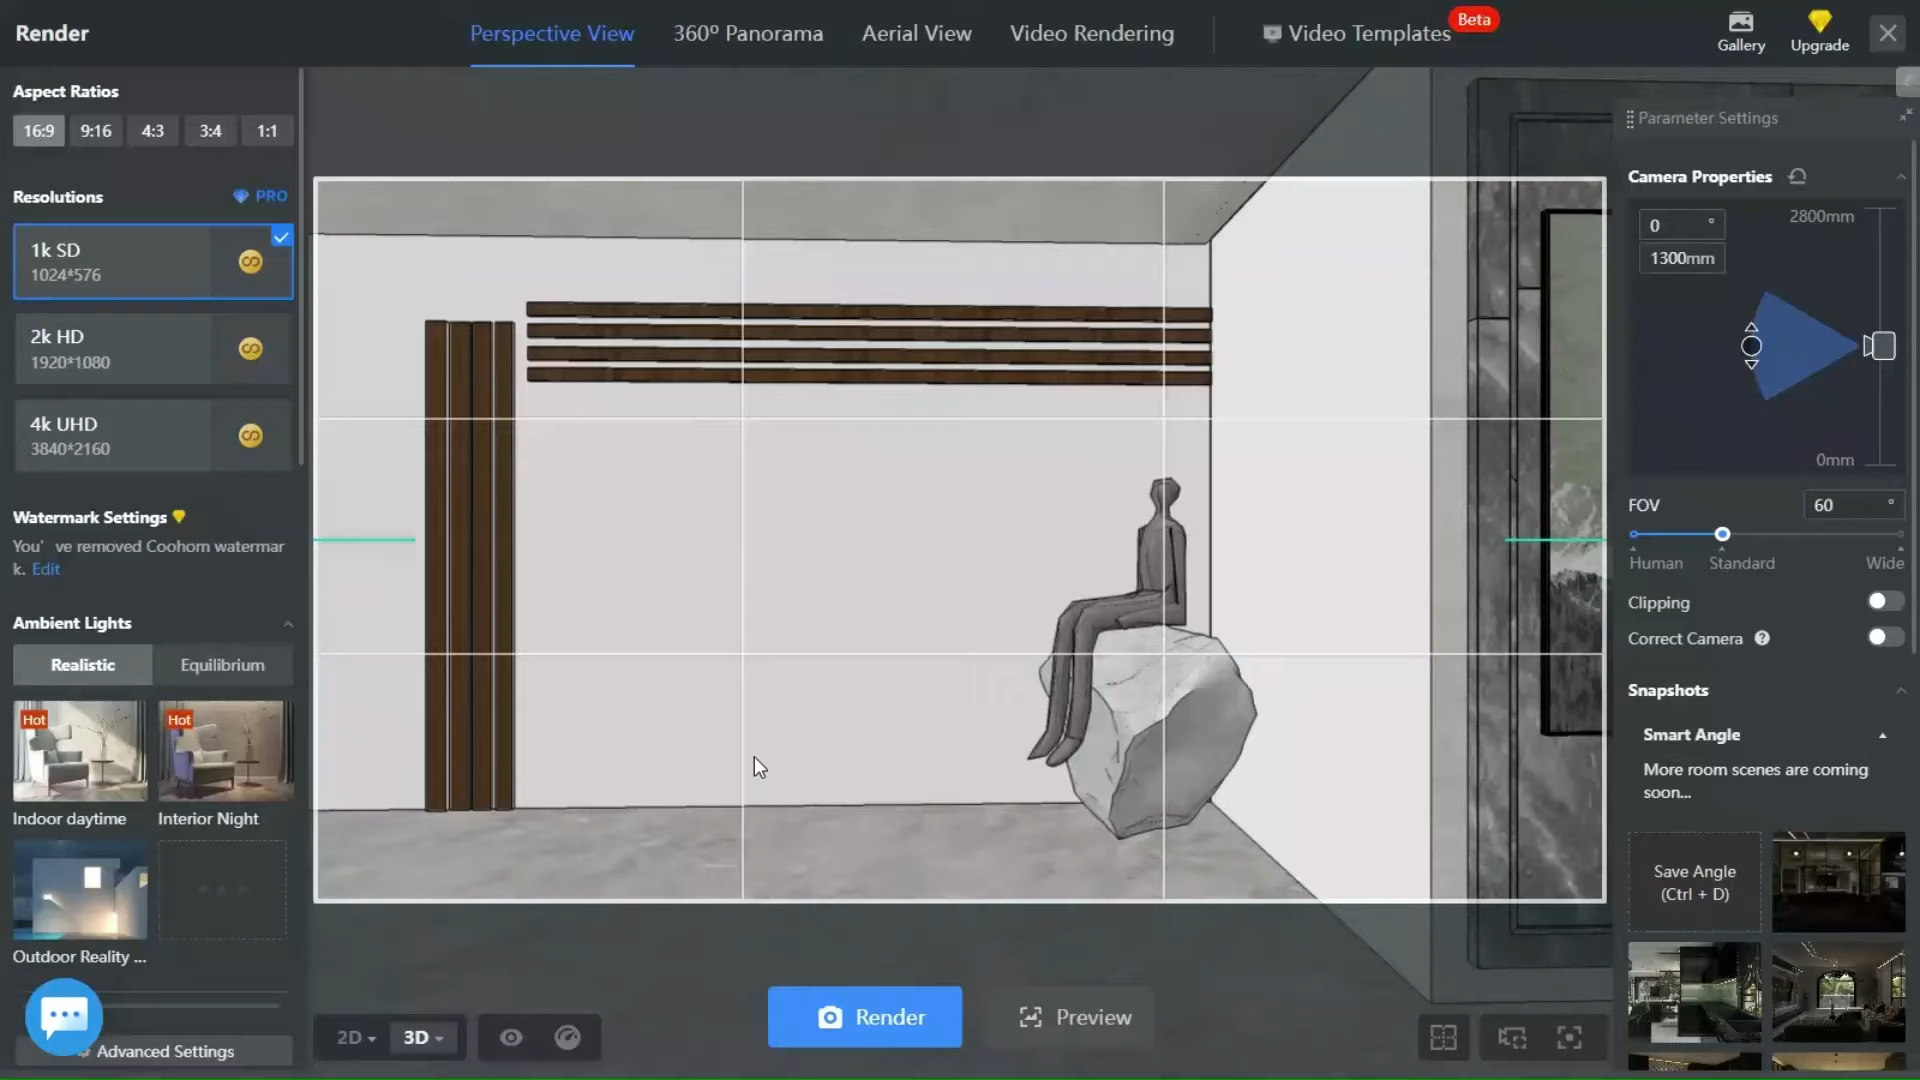 Render
Perspective View
360º Panorama
Aerial View
Video Rendering
Video Templates
Beta
Gallery
Upgrade
Aspect Ratios
16:9
9:16
4:3
3:4
1:1
Resolutions
PRO
1k SD
1024*576
2k HD
1920*1080
4k UHD
3840*2160
Watermark Settings
You' ve removed Coohom watermar
k. Edit
Ambient Lights
Realistic
Equilibrium
Hot
Hot
Indoor daytime
Interior Night
Outdoor Reality ...
Advanced Settings
2D
3D
Render
Preview
Parameter Settings
Camera Properties
0 °
1300mm
2800mm
0mm
FOV
60 °
Human
Standard
Wide
Clipping
Correct Camera
Snapshots
Smart Angle
More room scenes are coming
soon...
Save Angle
(Ctrl + D)